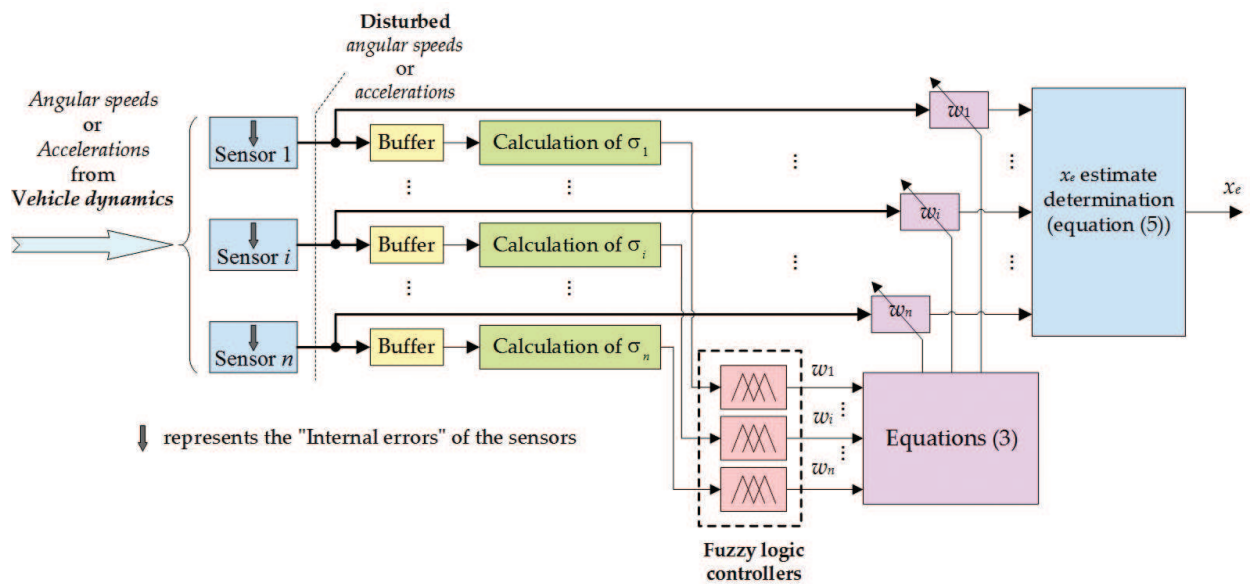 Angular speeds
or
Accelerations
from
Vehicle dynamics
Disturbed
angular speeds
or
accelerations
Sensor 1
Buffer
Calculation of σ1
w1
Sensor i
Buffer
Calculation of σi
wi
Sensor n
Buffer
Calculation of σn
wn
xe estimate
determination
(equation (5))
xe
w1
wi
wn
Equations (3)
Fuzzy logic
controllers
represents the "Internal errors" of the sensors